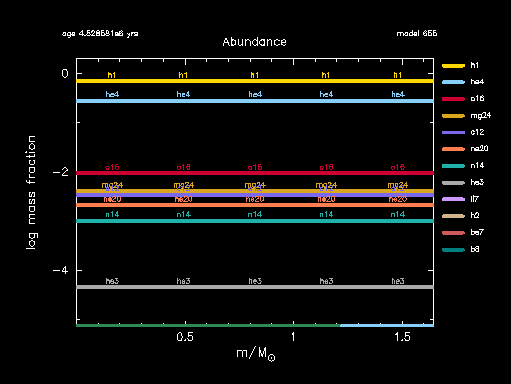 age 4.528581e6 yrs
model 655
Abundance
0
−2
−4
log mass fraction
h1 h1 h1 h1 h1
he4 he4 he4 he4 he4
o16 o16 o16 o16 o16
mg24 mg24 mg24 mg24 mg24
ne20 ne20 ne20 ne20 ne20
n14 n14 n14 n14 n14
he3 he3 he3 he3 he3
0.5 1 1.5
m/M☉
h1
he4
o16
mg24
c12
ne20
n14
he3
li7
h2
be7
b8